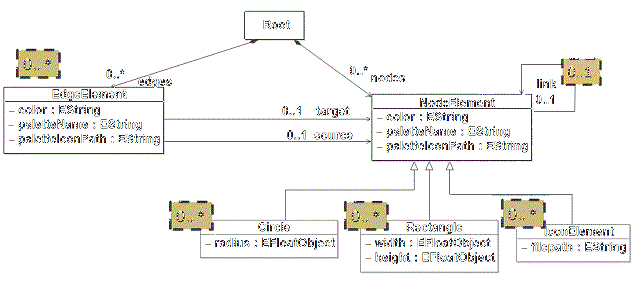 Root
0..*
0..*
edges
0..*
nodes
0..1
link
0..1
EdgeElement
– color : EString
– paletteName : EString
– paletteIconPath : EString
0..1 target
0..1 source
NodeElement
– color : EString
– paletteName : EString
– paletteIconPath : EString
0..*
Circle
– radius : EFloatObject
0..*
Rectangle
– width : EFloatObject
– height : EFloatObject
0..*
IconElement
– filepath : EString